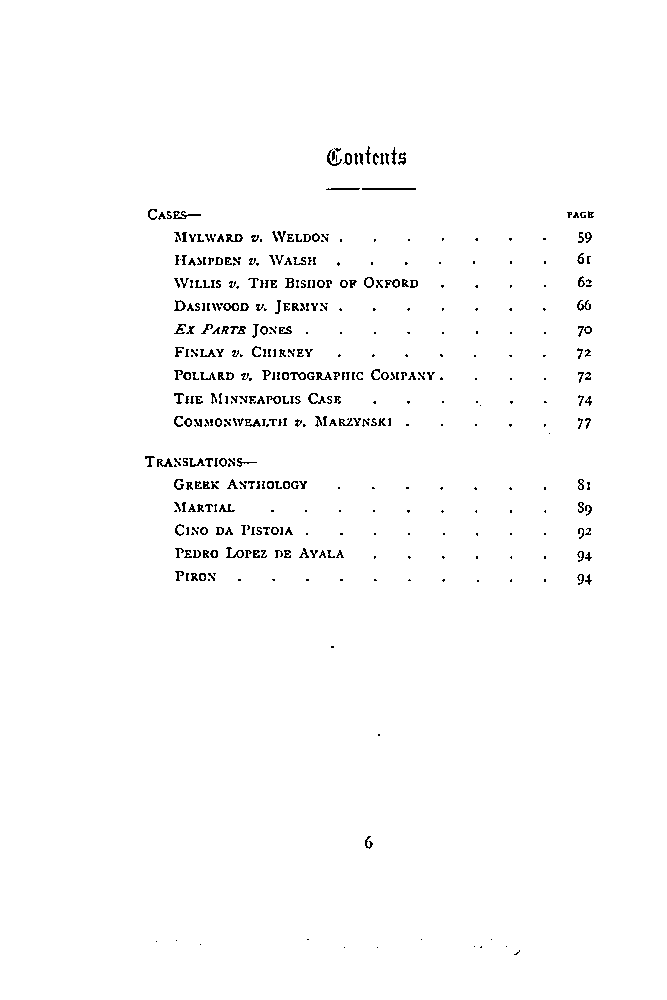 Contents
CASES— PAGE
MYLWARD v. WELDON . . . . . . . 59
HAMPDEN v. WALSH . . . . . . . 61
WILLIS v. THE BISHOP OF OXFORD . . . . 62
DASHWOOD v. JERMYN . . . . . . . 66
EX PARTE JONES . . . . . . . . 70
FINLAY v. CHIRNEY . . . . . . . 72
POLLARD v. PHOTOGRAPHIC COMPANY . . . . 72
THE MINNEAPOLIS CASE . . . . . . 74
COMMONWEALTH v. MARZYNSKI . . . . . 77
TRANSLATIONS—
GREEK ANTHOLOGY . . . . . . . 81
MARTIAL . . . . . . . . . 89
CINO DA PISTOIA . . . . . . . . 92
PEDRO LOPEZ DE AYALA . . . . . . 94
PIRON . . . . . . . . . . 94
6